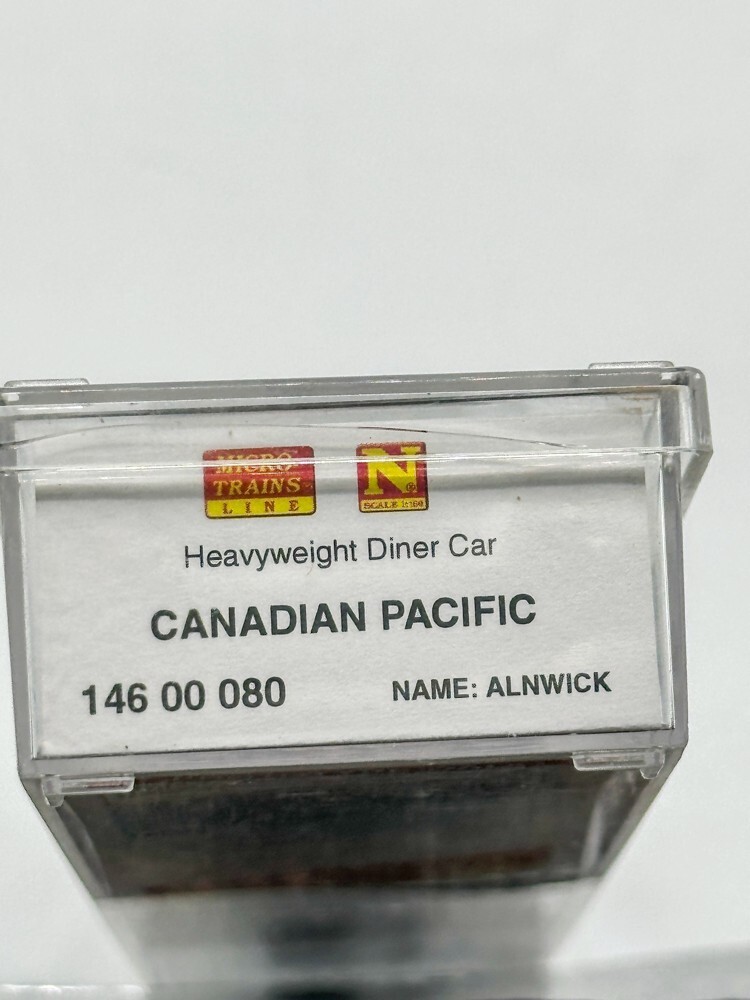 MICRO- TRAINS LINE
N®
SCALE 1:160
Heavyweight Diner Car
CANADIAN PACIFIC
146 00 080 NAME: ALNWICK